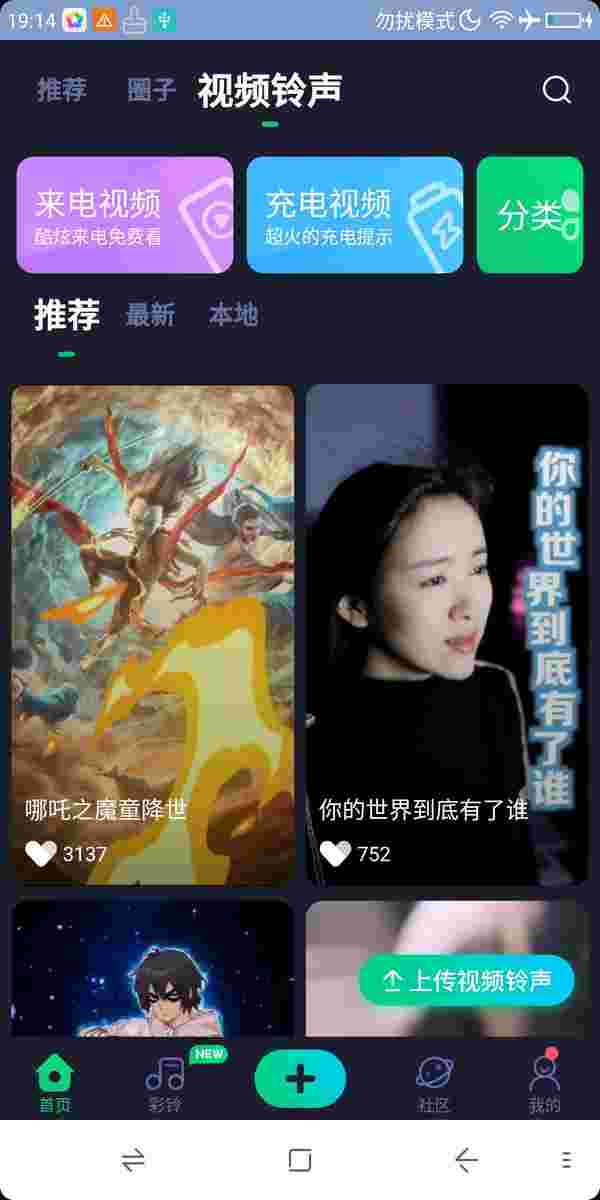 19:14 勿扰模式
推荐 圈子 视频铃声
来电视频
酷炫来电免费看
充电视频
超火的充电提示
分类
推荐 最新 本地
哪吒之魔童降世
3137
你的世界到底有了谁
你的世界到底有了谁
752
上传视频铃声
首页
NEW
彩铃
社区
我的